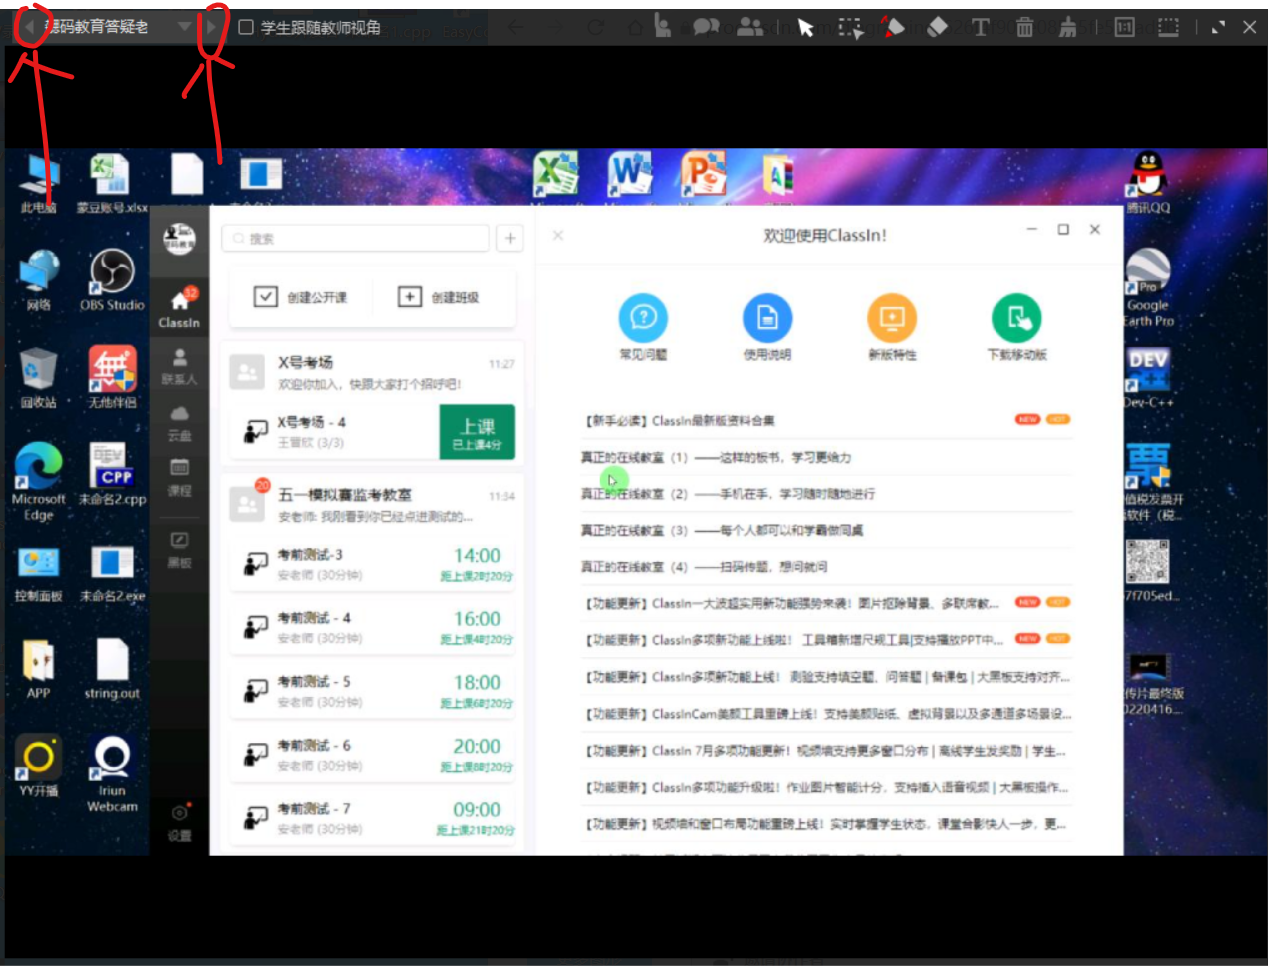 码教育答疑老
学生跟随教师视角
1:1
此电脑
蒙豆账号.xlsx
腾讯QQ
网络
OBS Studio
Google
Earth Pro
回收站
无他伴侣
DEV
Dev-C++
Microsoft
Edge
CPP
未命名2.cpp
值税发票开
软件（税...
控制面板
未命名2.exe
7f705ed...
APP
string.out
传片最终版
0220416....
YY开播
Iriun
Webcam
32
ClassIn
联系人
云盘
课程
黑板
设置
搜索
创建公开课
创建班级
X号考场
11:27
欢迎你加入，快跟大家打个招呼吧！
X号考场 - 4
王晋欣 (3/3)
上课
已上课4分
20
五一模拟赛监考教室
11:34
安老师: 我刚看到你已经点进测试的...
考前测试-3
14:00
安老师 (30分钟)
距上课2时20分
考前测试 - 4
16:00
安老师 (30分钟)
距上课4时20分
考前测试 - 5
18:00
安老师 (30分钟)
距上课6时20分
考前测试 - 6
20:00
安老师 (30分钟)
距上课8时20分
考前测试 - 7
09:00
安老师 (30分钟)
距上课21时20分
欢迎使用ClassIn!
常见问题
使用说明
新版特性
下载移动版
【新手必读】ClassIn最新版资料合集
NEW HOT
真正的在线教室（1）——这样的板书，学习更给力
真正的在线教室（2）——手机在手，学习随时随地进行
真正的在线教室（3）——每个人都可以和学霸做同桌
真正的在线教室（4）——扫码传题，想问就问
【功能更新】ClassIn一大波超实用新功能强势来袭！图片抠除背景、多联席教...
NEW HOT
【功能更新】ClassIn多项新功能上线啦！ 工具箱新增尺规工具|支持播放PPT中...
NEW HOT
【功能更新】ClassIn多项新功能上线！ 测验支持填空题、问答题 | 备课包 | 大黑板支持对齐...
【功能更新】ClassInCam美颜工具重磅上线！支持美颜贴纸、虚拟背景以及多通道多场景设...
【功能更新】ClassIn 7月多项功能更新！视频墙支持更多窗口分布 | 离线学生发奖励 | 学生...
【功能更新】ClassIn多项功能升级啦！作业图片智能计分，支持插入语音视频 | 大黑板操作...
【功能更新】视频墙和窗口布局功能重磅上线！实时掌握学生状态，课堂合影快人一步，更...